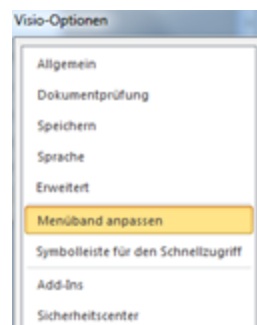 Visio-Optionen
Allgemein
Dokumentprüfung
Speichern
Sprache
Erweitert
Menüband anpassen
Symbolleiste für den Schnellzugriff
Add-Ins
Sicherheitscenter